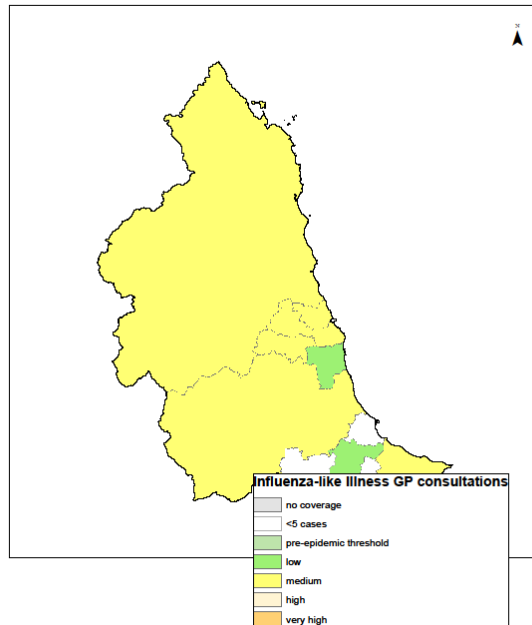 N
Influenza-like Illness GP consultations
no coverage
<5 cases
pre-epidemic threshold
low
medium
high
very high